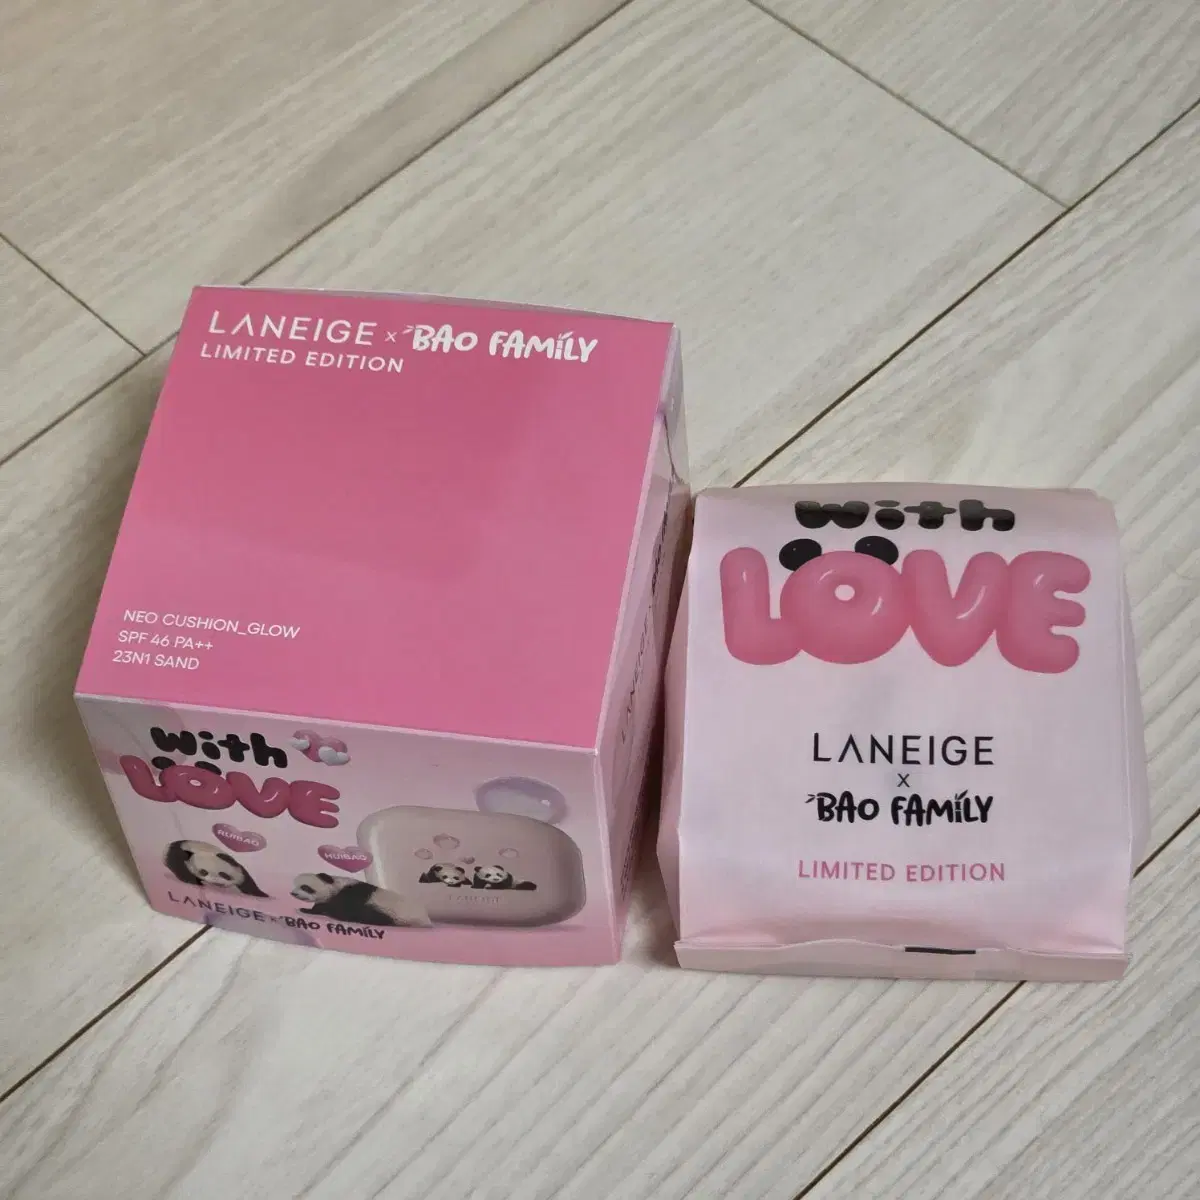 LANEIGE x BAO FAMILY
LIMITED EDITION
NEO CUSHION_GLOW
SPF 46 PA++
23N1 SAND
with
LOVE
RUIBAO
HUIBAO
LANEIGE
LANEIGE x BAO FAMILY
with
LOVE
LANEIGE
x
BAO FAMILY
LIMITED EDITION